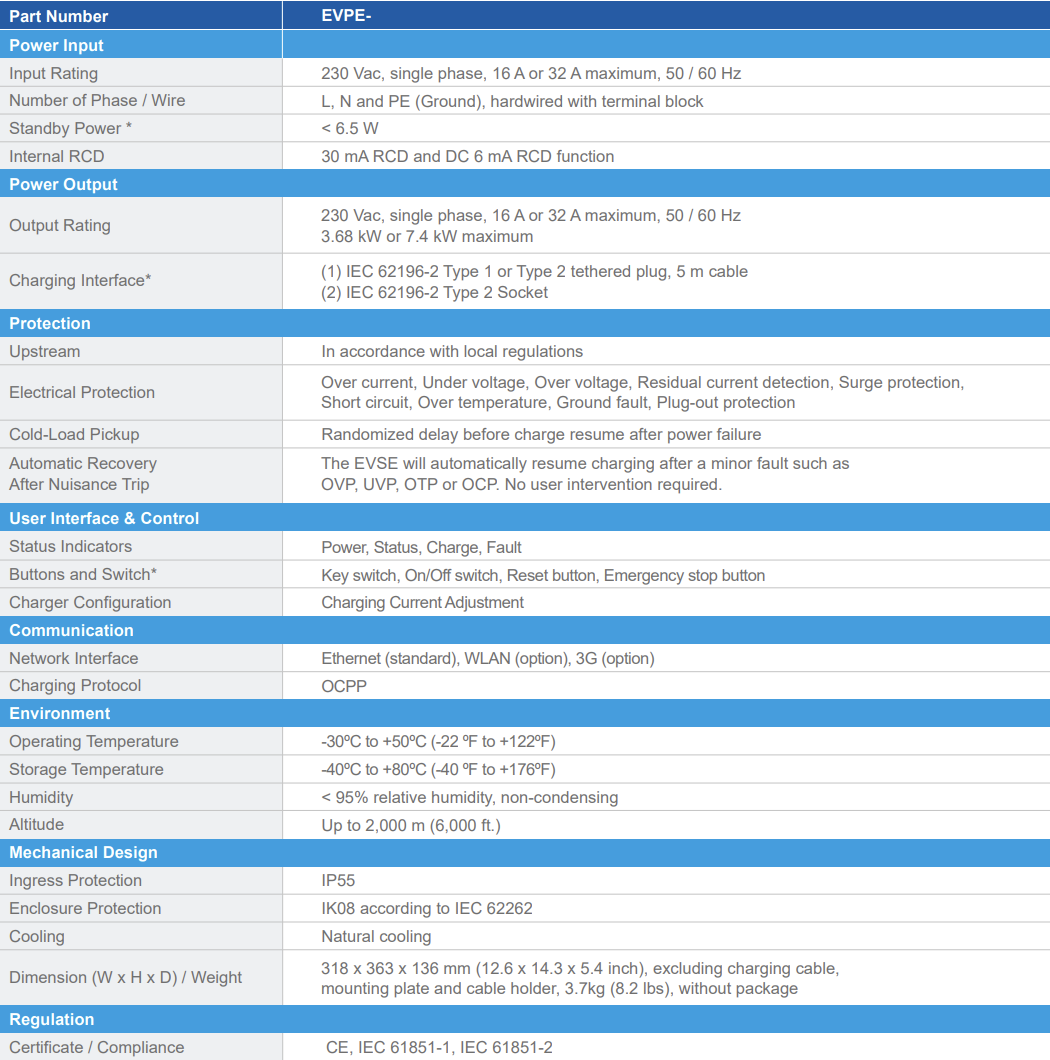 Part Number EVPE-
Power Input
Input Rating 230 Vac, single phase, 16 A or 32 A maximum, 50 / 60 Hz
Number of Phase / Wire L, N and PE (Ground), hardwired with terminal block
Standby Power * < 6.5 W
Internal RCD 30 mA RCD and DC 6 mA RCD function
Power Output
Output Rating 230 Vac, single phase, 16 A or 32 A maximum, 50 / 60 Hz
3.68 kW or 7.4 kW maximum
Charging Interface* (1) IEC 62196-2 Type 1 or Type 2 tethered plug, 5 m cable
(2) IEC 62196-2 Type 2 Socket
Protection
Upstream In accordance with local regulations
Electrical Protection Over current, Under voltage, Over voltage, Residual current detection, Surge protection,
Short circuit, Over temperature, Ground fault, Plug-out protection
Cold-Load Pickup Randomized delay before charge resume after power failure
Automatic Recovery The EVSE will automatically resume charging after a minor fault such as
After Nuisance Trip OVP, UVP, OTP or OCP. No user intervention required.
User Interface & Control
Status Indicators Power, Status, Charge, Fault
Buttons and Switch* Key switch, On/Off switch, Reset button, Emergency stop button
Charger Configuration Charging Current Adjustment
Communication
Network Interface Ethernet (standard), WLAN (option), 3G (option)
Charging Protocol OCPP
Environment
Operating Temperature -30ºC to +50ºC (-22 ºF to +122ºF)
Storage Temperature -40ºC to +80ºC (-40 ºF to +176ºF)
Humidity < 95% relative humidity, non-condensing
Altitude Up to 2,000 m (6,000 ft.)
Mechanical Design
Ingress Protection IP55
Enclosure Protection IK08 according to IEC 62262
Cooling Natural cooling
Dimension (W x H x D) / Weight 318 x 363 x 136 mm (12.6 x 14.3 x 5.4 inch), excluding charging cable,
mounting plate and cable holder, 3.7kg (8.2 lbs), without package
Regulation
Certificate / Compliance CE, IEC 61851-1, IEC 61851-2